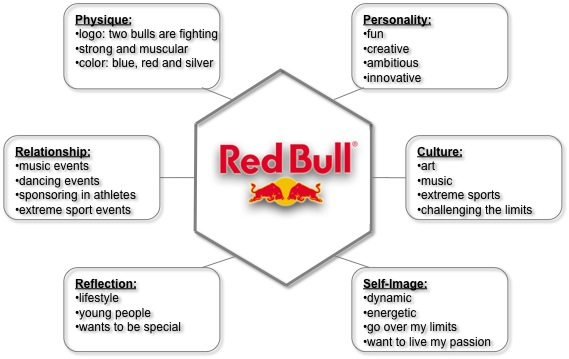 Physique:
•logo: two bulls are fighting
•strong and muscular
•color: blue, red and silver
Personality:
•fun
•creative
•ambitious
•innovative
Relationship:
•music events
•dancing events
•sponsoring in athletes
•extreme sport events
Red Bull®
Culture:
•art
•music
•extreme sports
•challenging the limits
Reflection:
•lifestyle
•young people
•wants to be special
Self-Image:
•dynamic
•energetic
•go over my limits
•want to live my passion